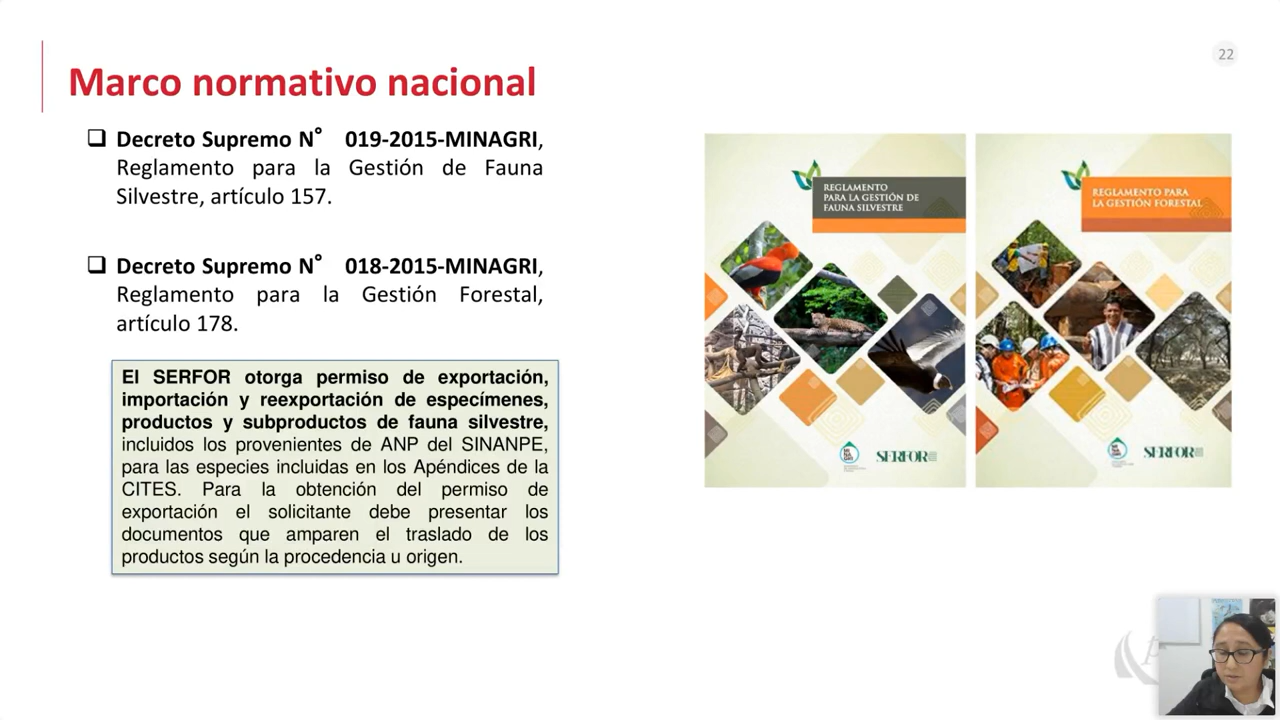 22
Marco normativo nacional
❑ Decreto Supremo N° 019-2015-MINAGRI,
Reglamento para la Gestión de Fauna
Silvestre, artículo 157.
❑ Decreto Supremo N° 018-2015-MINAGRI,
Reglamento para la Gestión Forestal,
artículo 178.
El SERFOR otorga permiso de exportación,
importación y reexportación de especímenes,
productos y subproductos de fauna silvestre,
incluidos los provenientes de ANP del SINANPE,
para las especies incluidas en los Apéndices de la
CITES. Para la obtención del permiso de
exportación el solicitante debe presentar los
documentos que amparen el traslado de los
productos según la procedencia u origen.
REGLAMENTO
PARA LA GESTIÓN DE
FAUNA SILVESTRE
SERFOR
REGLAMENTO PARA
LA GESTIÓN FORESTAL
SERFOR